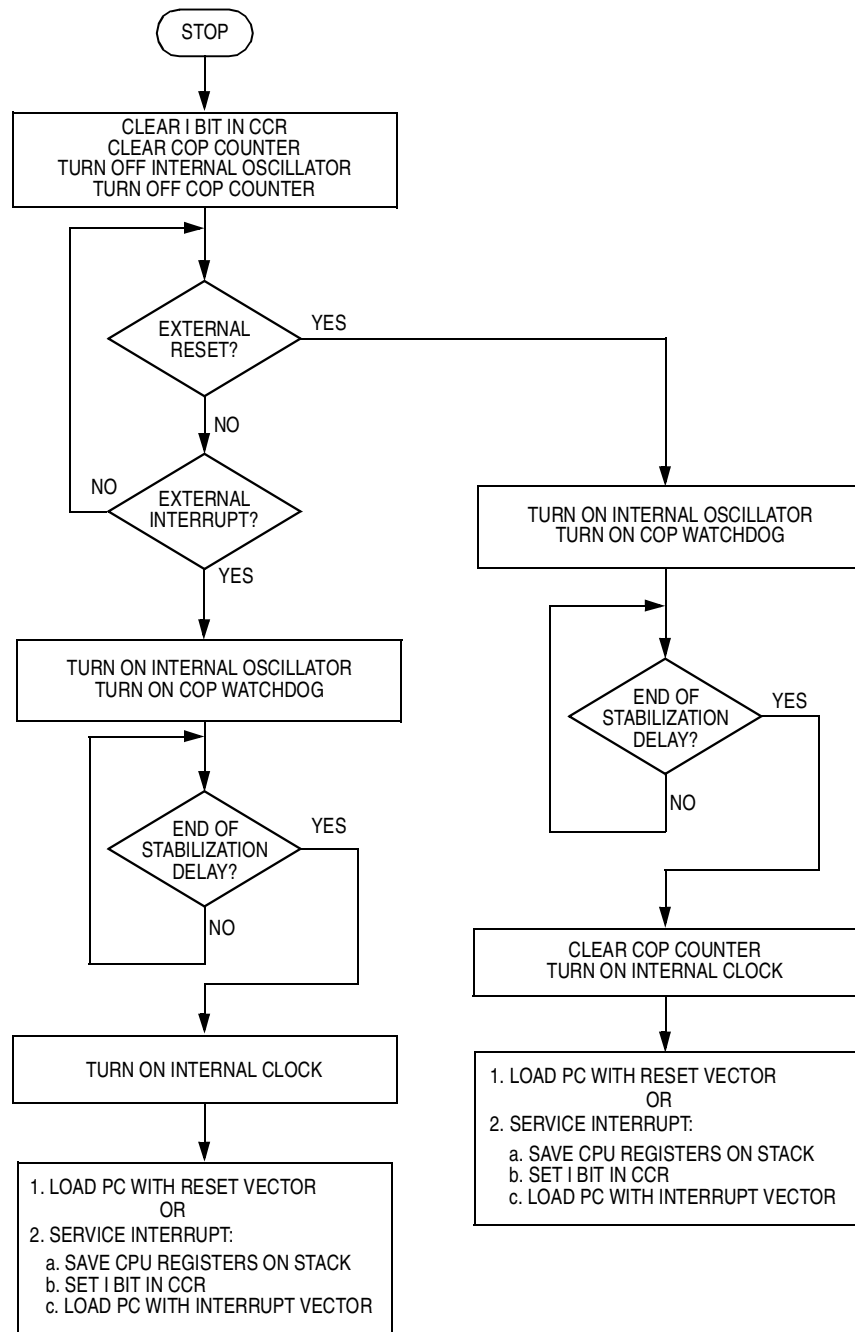 STOP
CLEAR I BIT IN CCR
CLEAR COP COUNTER
TURN OFF INTERNAL OSCILLATOR
TURN OFF COP COUNTER
EXTERNAL
RESET?
YES
NO
EXTERNAL
INTERRUPT?
NO
YES
TURN ON INTERNAL OSCILLATOR
TURN ON COP WATCHDOG
END OF
STABILIZATION
DELAY?
YES
NO
TURN ON INTERNAL CLOCK
1. LOAD PC WITH RESET VECTOR
OR
2. SERVICE INTERRUPT:
a. SAVE CPU REGISTERS ON STACK
b. SET I BIT IN CCR
c. LOAD PC WITH INTERRUPT VECTOR
TURN ON INTERNAL OSCILLATOR
TURN ON COP WATCHDOG
END OF
STABILIZATION
DELAY?
YES
NO
CLEAR COP COUNTER
TURN ON INTERNAL CLOCK
1. LOAD PC WITH RESET VECTOR
OR
2. SERVICE INTERRUPT:
a. SAVE CPU REGISTERS ON STACK
b. SET I BIT IN CCR
c. LOAD PC WITH INTERRUPT VECTOR